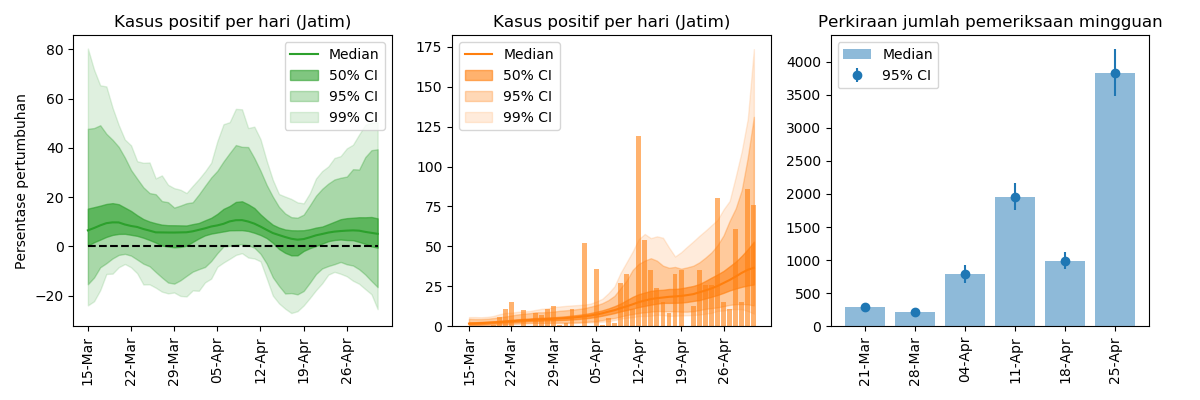 Kasus positif per hari (Jatim)
Persentase pertumbuhan
80
60
40
20
0
−20
Median
50% CI
95% CI
99% CI
15-Mar
22-Mar
29-Mar
05-Apr
12-Apr
19-Apr
26-Apr
Kasus positif per hari (Jatim)
175
150
125
100
75
50
25
0
Median
50% CI
95% CI
99% CI
15-Mar
22-Mar
29-Mar
05-Apr
12-Apr
19-Apr
26-Apr
Perkiraan jumlah pemeriksaan mingguan
4000
3500
3000
2500
2000
1500
1000
500
0
Median
95% CI
21-Mar
28-Mar
04-Apr
11-Apr
18-Apr
25-Apr